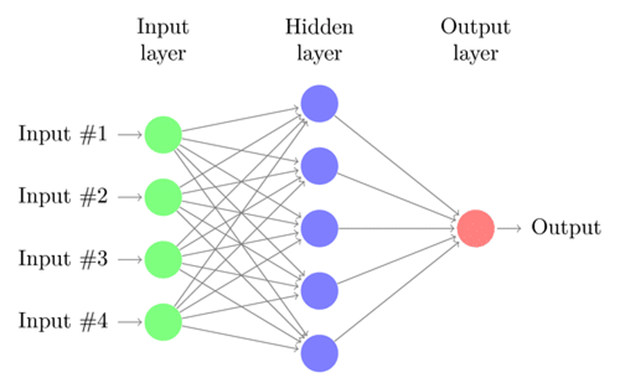 Input
layer
Hidden
layer
Output
layer
Input #1
Input #2
Input #3
Input #4
Output